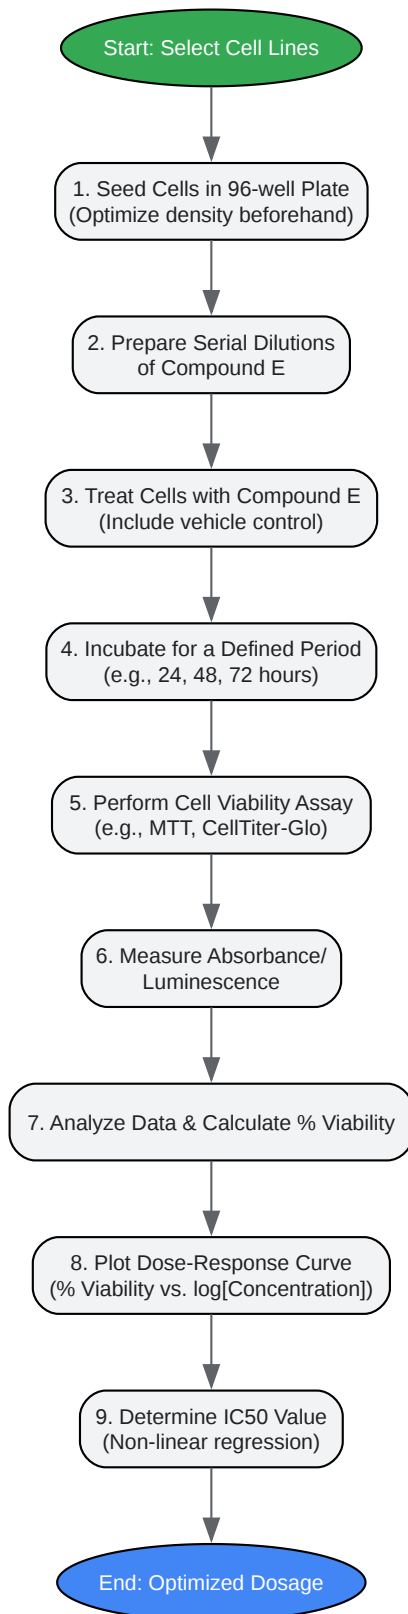 Start: Select Cell Lines
1. Seed Cells in 96-well Plate
(Optimize density beforehand)
2. Prepare Serial Dilutions
of Compound E
3. Treat Cells with Compound E
(Include vehicle control)
4. Incubate for a Defined Period
(e.g., 24, 48, 72 hours)
5. Perform Cell Viability Assay
(e.g., MTT, CellTiter-Glo)
6. Measure Absorbance/
Luminescence
7. Analyze Data & Calculate % Viability
8. Plot Dose-Response Curve
(% Viability vs. log[Concentration])
9. Determine IC50 Value
(Non-linear regression)
End: Optimized Dosage